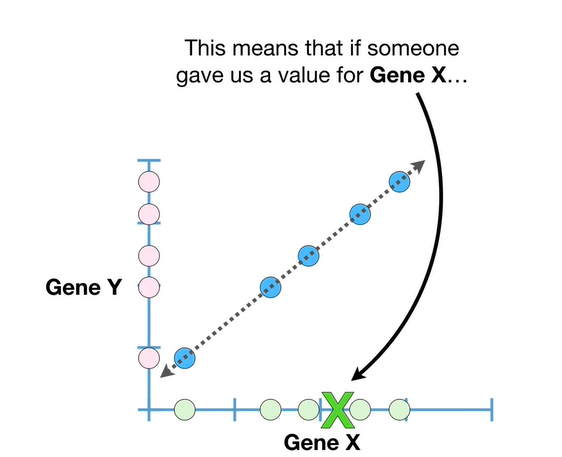 This means that if someone
gave us a value for Gene X...
Gene Y
X
Gene X